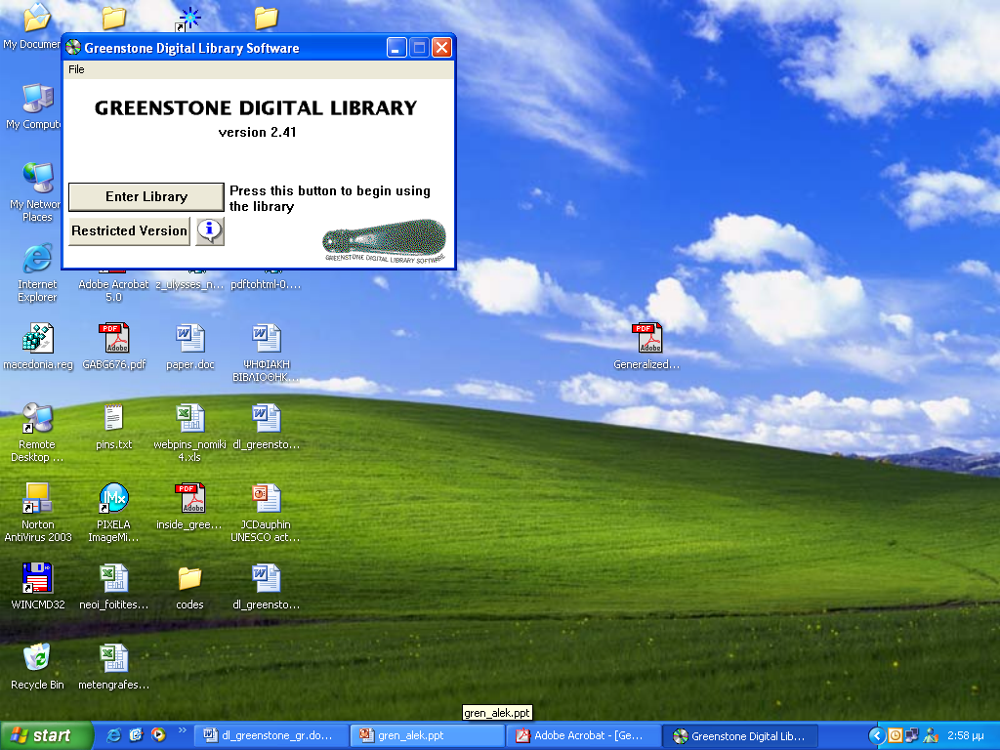 My Documen
Greenstone Digital Library Software
File
GREENSTONE DIGITAL LIBRARY
version 2.41
Enter Library
Press this button to begin using
the library
Restricted Version
GREENSTONE DIGITAL LIBRARY SOFTWARE
My Comput
My Networ
Places
Internet
Explorer
Adobe Acrobat
5.0
z_ulysses_n...
pdftohtml-0....
macedonia.reg
GABG676.pdf
paper.doc
ΨΗΦΙΑΚΗ
ΒΙΒΛΙΟΘΗΚ...
Generalized...
Remote
Desktop ...
pins.txt
webpins_nomiki
4.xls
dl_greensto...
Norton
AntiVirus 2003
PIXELA
ImageMi...
inside_gree...
JCDauphin
UNESCO act...
WINCMD32
neoi_foitites...
codes
dl_greensto...
Recycle Bin
metengrafes...
gren_alek.ppt
start
dl_greenstone_gr.do...
gren_alek.ppt
Adobe Acrobat - [Ge...
Greenstone Digital Lib...
2:58 μμ